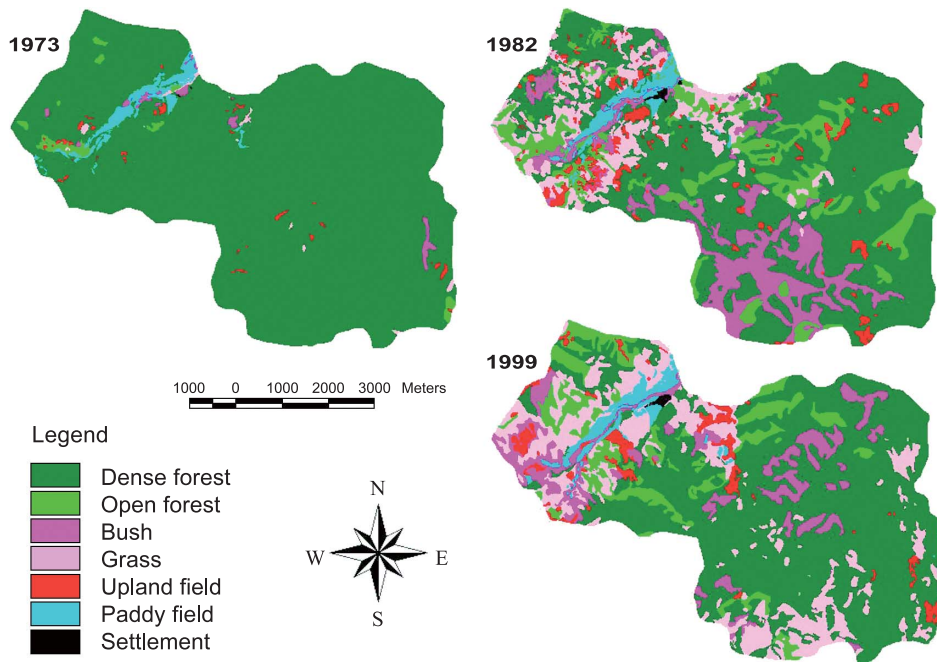 1973
1982
1999
1000 0 1000 2000 3000 Meters
Legend
Dense forest
Open forest
Bush
Grass
Upland field
Paddy field
Settlement
N
W E
S